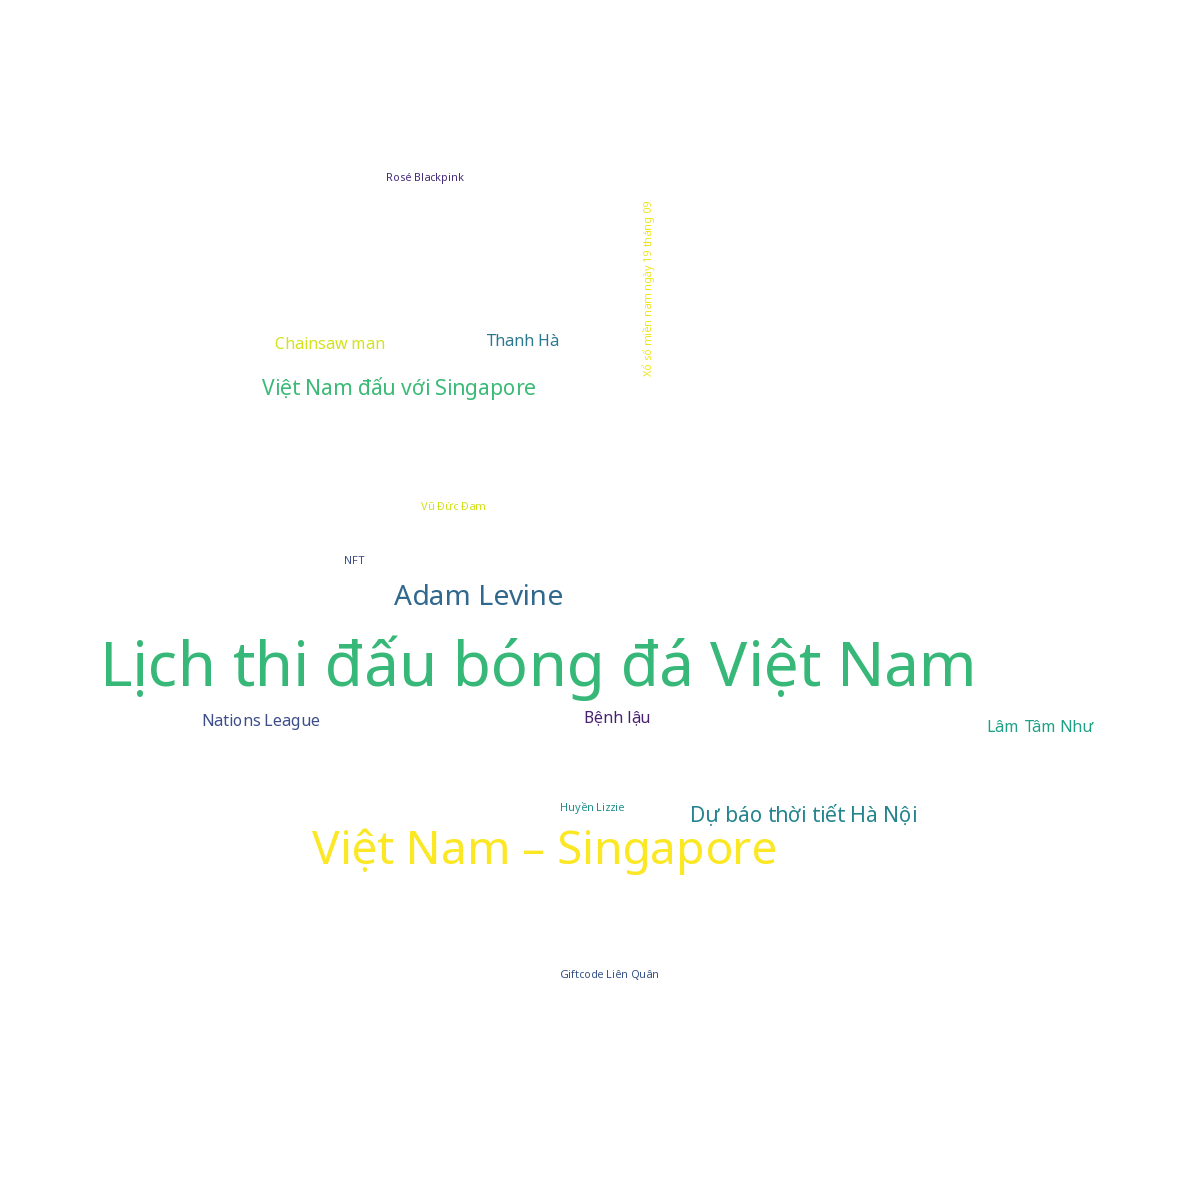 Rosé Blackpink
Xổ số miền nam ngày 19 tháng 09
Chainsaw man
Thanh Hà
Việt Nam đấu với Singapore
Vũ Đức Đam
NFT
Adam Levine
Lịch thi đấu bóng đá Việt Nam
Nations League
Bệnh lậu
Lâm Tâm Như
Huyền Lizzie
Dự báo thời tiết Hà Nội
Việt Nam – Singapore
Giftcode Liên Quân